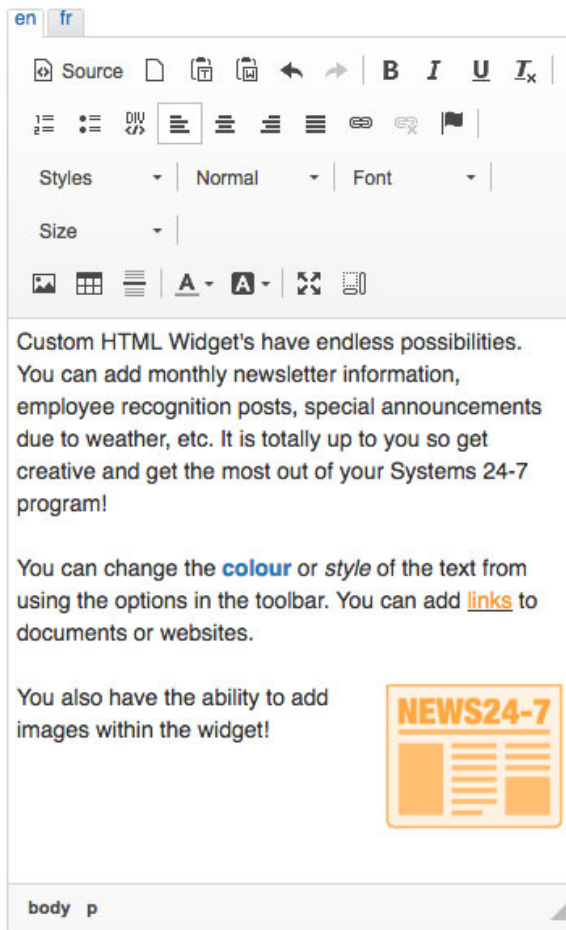 en fr
Source B I U Tx
1= 2= DIV </>
Styles Normal Font
Size
A A
Custom HTML Widget's have endless possibilities.
You can add monthly newsletter information,
employee recognition posts, special announcements
due to weather, etc. It is totally up to you so get
creative and get the most out of your Systems 24-7
program!
You can change the colour or style of the text from
using the options in the toolbar. You can add links to
documents or websites.
You also have the ability to add
images within the widget!
NEWS24-7
body p